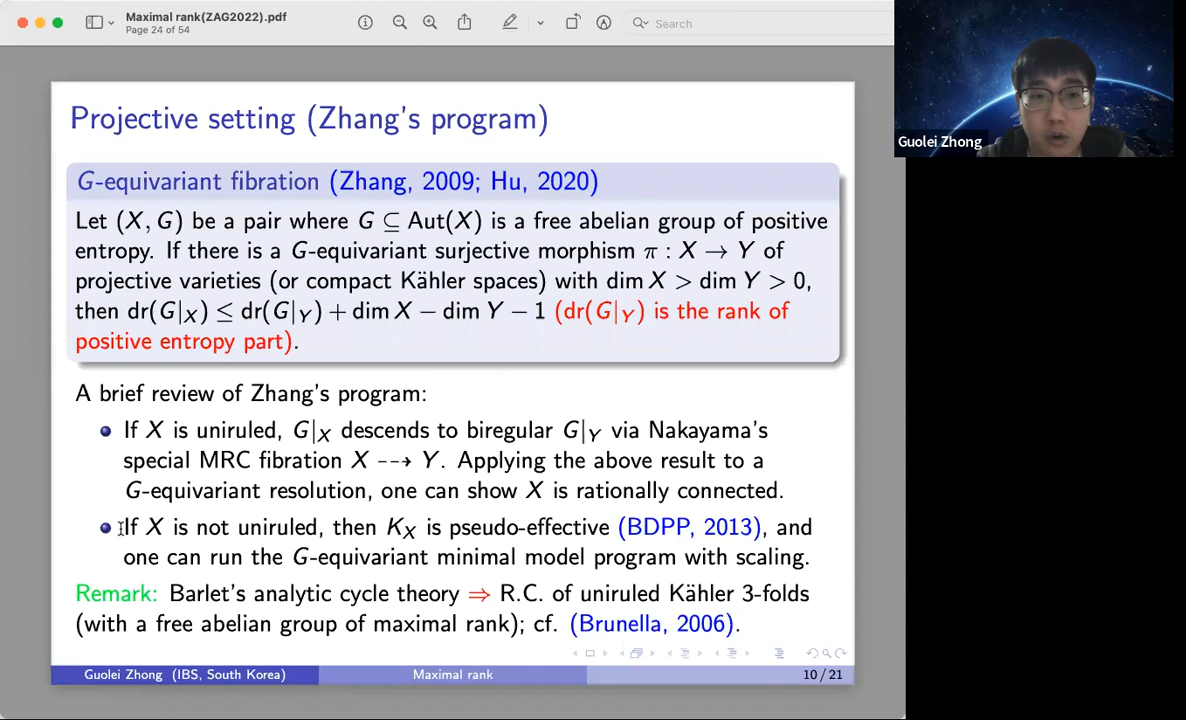 Maximal rank(ZAG2022).pdf
Page 24 of 54
Search
Guolei Zhong
Projective setting (Zhang's program)
G-equivariant fibration (Zhang, 2009; Hu, 2020)
Let (X, G) be a pair where G ⊆ Aut(X) is a free abelian group of positive
entropy. If there is a G-equivariant surjective morphism π : X → Y of
projective varieties (or compact Kähler spaces) with dim X > dim Y > 0,
then dr(G|X) ≤ dr(G|Y) + dim X − dim Y − 1 (dr(G|Y) is the rank of
positive entropy part).
A brief review of Zhang's program:
If X is uniruled, G|X descends to biregular G|Y via Nakayama's
special MRC fibration X ⇢ Y. Applying the above result to a
G-equivariant resolution, one can show X is rationally connected.
If X is not uniruled, then KX is pseudo-effective (BDPP, 2013), and
one can run the G-equivariant minimal model program with scaling.
Remark: Barlet's analytic cycle theory ⇒ R.C. of uniruled Kähler 3-folds
(with a free abelian group of maximal rank); cf. (Brunella, 2006).
Guolei Zhong (IBS, South Korea) Maximal rank 10 / 21